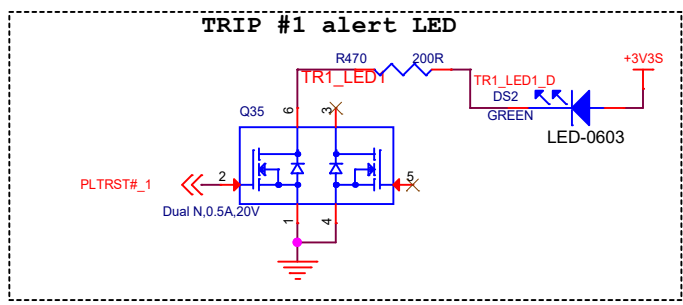 TRIP #1 alert LED
R470
200R
+3V3S
TR1_LED1
TR1_LED1_D
DS2
GREEN
LED-0603
Q35
6
3
PLTRST#_1
2
5
Dual N,0.5A,20V
1
4